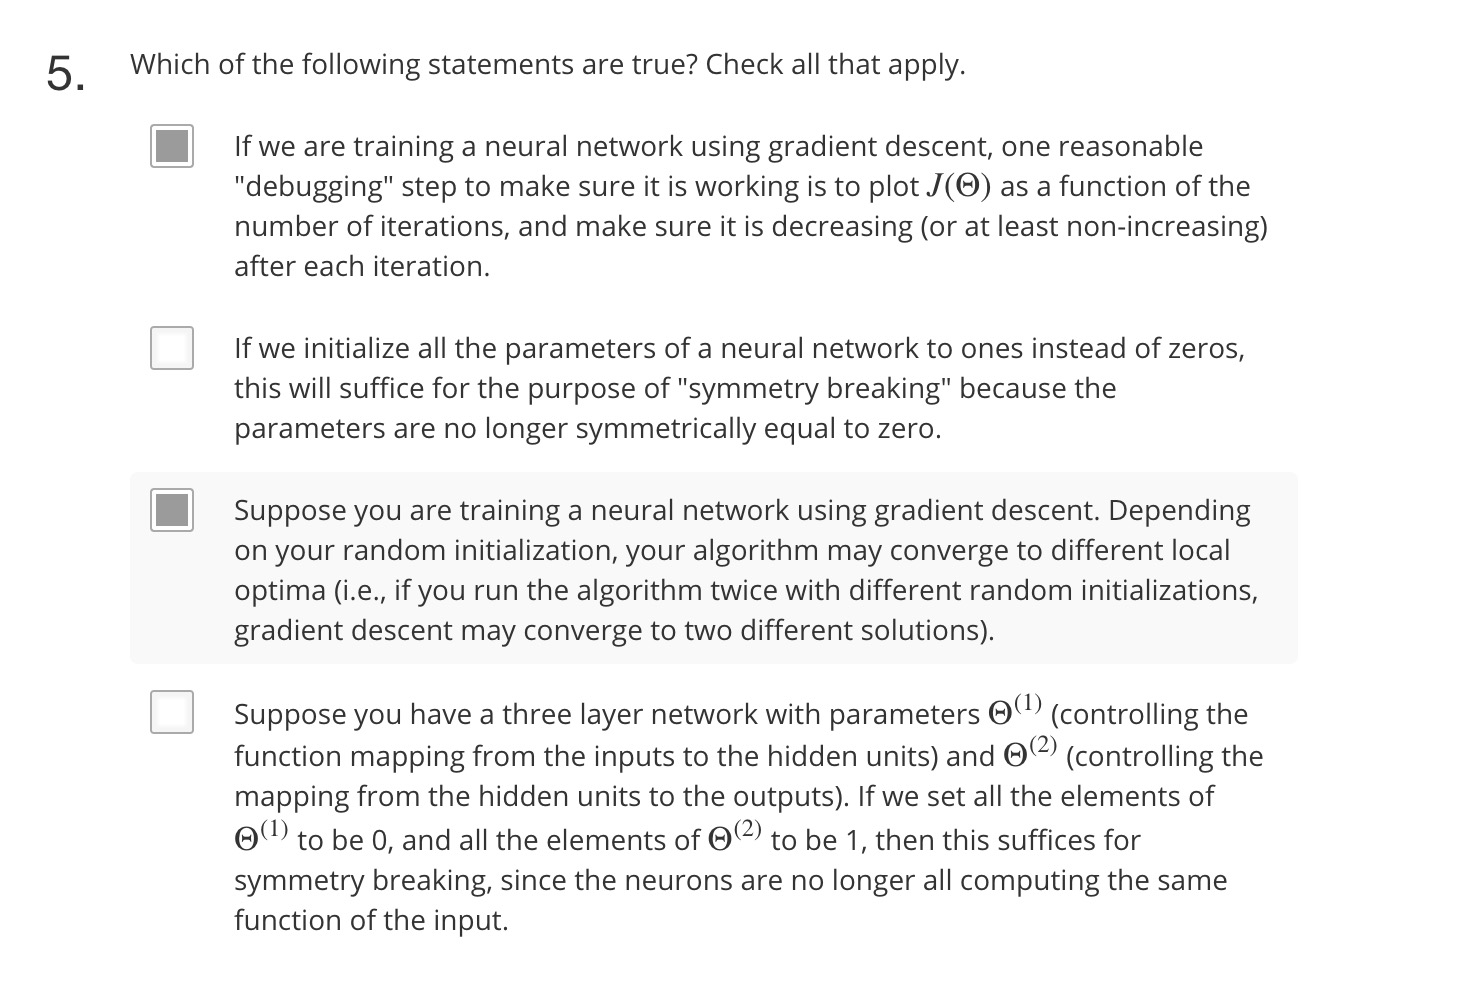 5. Which of the following statements are true? Check all that apply.
If we are training a neural network using gradient descent, one reasonable
"debugging" step to make sure it is working is to plot J(Θ) as a function of the
number of iterations, and make sure it is decreasing (or at least non-increasing)
after each iteration.
If we initialize all the parameters of a neural network to ones instead of zeros,
this will suffice for the purpose of "symmetry breaking" because the
parameters are no longer symmetrically equal to zero.
Suppose you are training a neural network using gradient descent. Depending
on your random initialization, your algorithm may converge to different local
optima (i.e., if you run the algorithm twice with different random initializations,
gradient descent may converge to two different solutions).
Suppose you have a three layer network with parameters Θ⁽¹⁾ (controlling the
function mapping from the inputs to the hidden units) and Θ⁽²⁾ (controlling the
mapping from the hidden units to the outputs). If we set all the elements of
Θ⁽¹⁾ to be 0, and all the elements of Θ⁽²⁾ to be 1, then this suffices for
symmetry breaking, since the neurons are no longer all computing the same
function of the input.